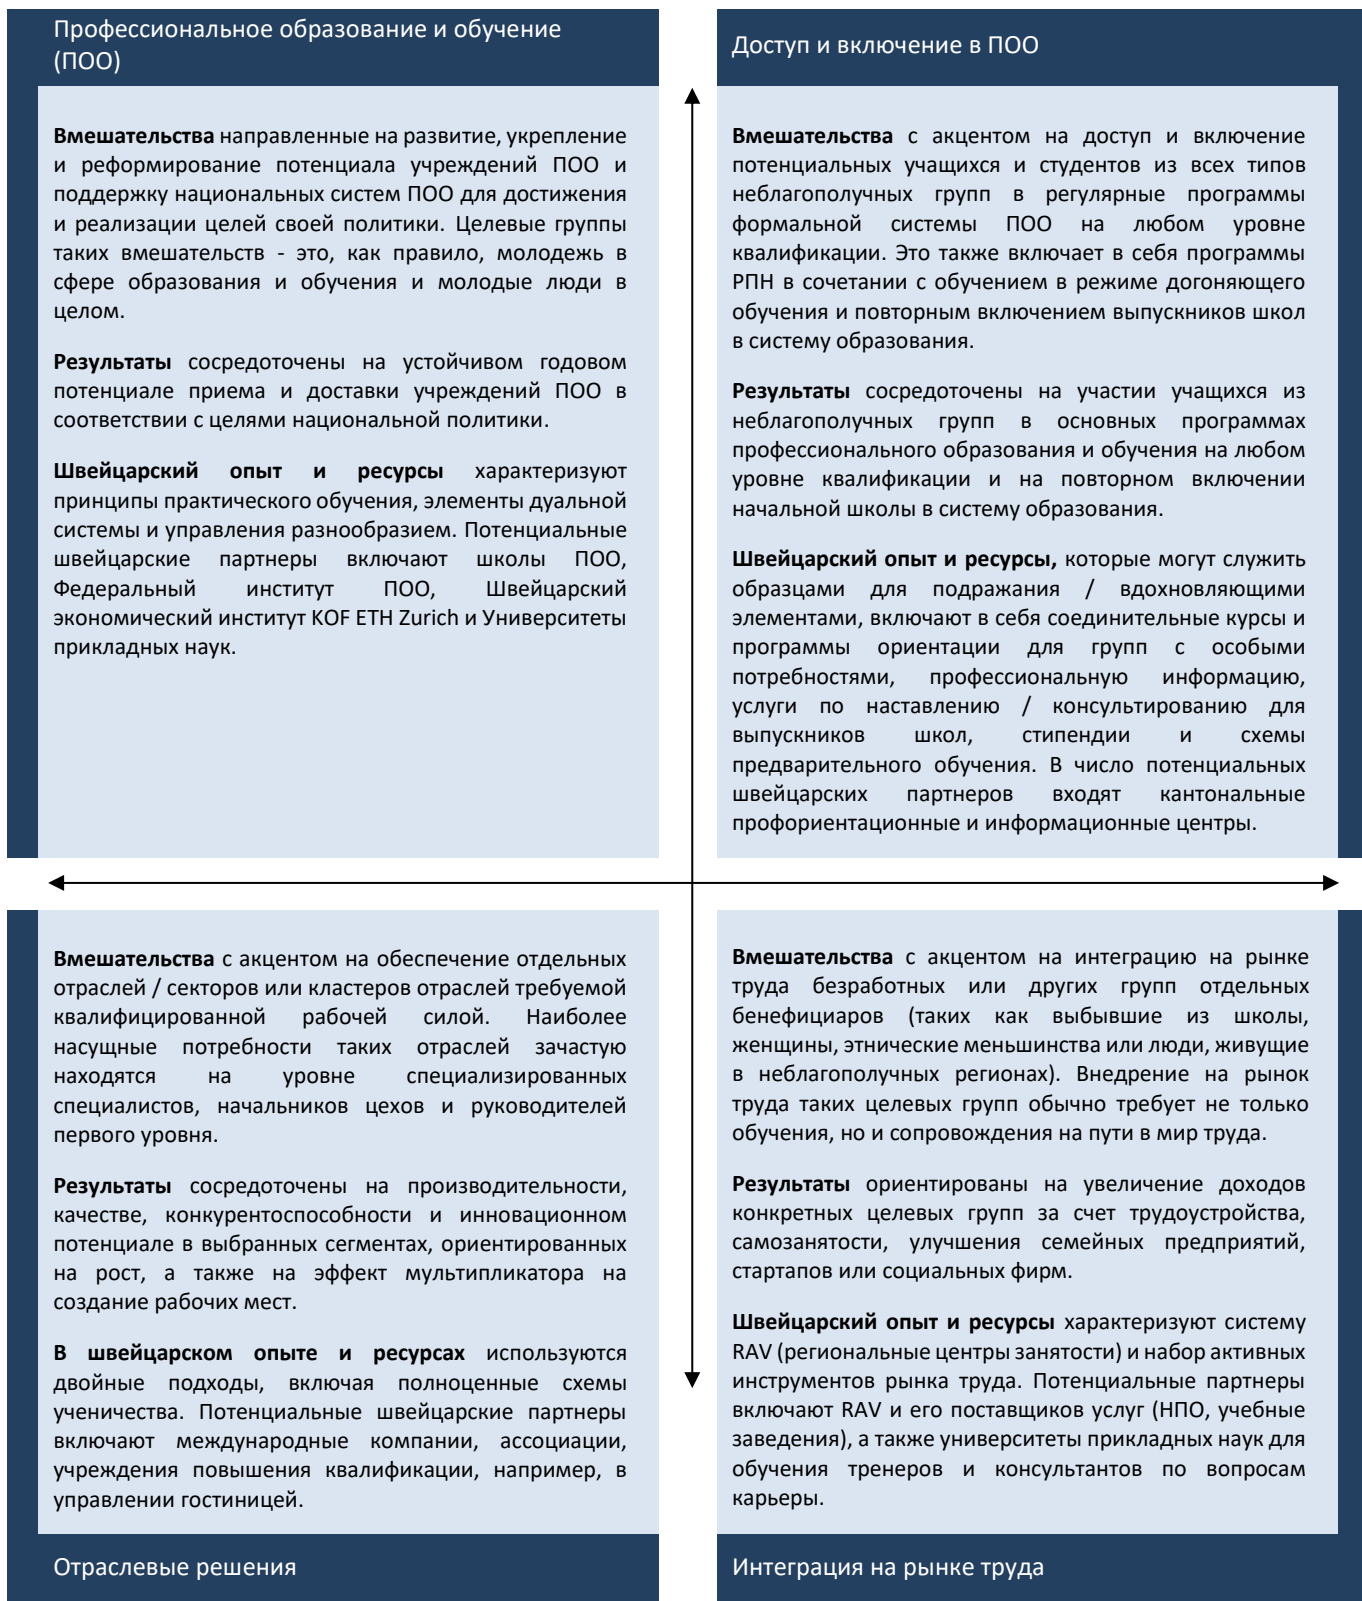 Профессиональное образование и обучение
(ПОО)
Вмешательства направленные на развитие, укрепление
и реформирование потенциала учреждений ПОО и
поддержку национальных систем ПОО для достижения
и реализации целей своей политики. Целевые группы
таких вмешательств - это, как правило, молодежь в
сфере образования и обучения и молодые люди в
целом.
Результаты сосредоточены на устойчивом годовом
потенциале приема и доставки учреждений ПОО в
соответствии с целями национальной политики.
Швейцарский опыт и ресурсы характеризуют
принципы практического обучения, элементы дуальной
системы и управления разнообразием. Потенциальные
швейцарские партнеры включают школы ПОО,
Федеральный институт ПОО, Швейцарский
экономический институт KOF ETH Zurich и Университеты
прикладных наук.
Доступ и включение в ПОО
Вмешательства с акцентом на доступ и включение
потенциальных учащихся и студентов из всех типов
неблагополучных групп в регулярные программы
формальной системы ПОО на любом уровне
квалификации. Это также включает в себя программы
РПН в сочетании с обучением в режиме догоняющего
обучения и повторным включением выпускников школ
в систему образования.
Результаты сосредоточены на участии учащихся из
неблагополучных групп в основных программах
профессионального образования и обучения на любом
уровне квалификации и на повторном включении
начальной школы в систему образования.
Швейцарский опыт и ресурсы, которые могут служить
образцами для подражания / вдохновляющими
элементами, включают в себя соединительные курсы и
программы ориентации для групп с особыми
потребностями, профессиональную информацию,
услуги по наставлению / консультированию для
выпускников школ, стипендии и схемы
предварительного обучения. В число потенциальных
швейцарских партнеров входят кантональные
профориентационные и информационные центры.
Вмешательства с акцентом на обеспечение отдельных
отраслей / секторов или кластеров отраслей требуемой
квалифицированной рабочей силой. Наиболее
насущные потребности таких отраслей зачастую
находятся на уровне специализированных
специалистов, начальников цехов и руководителей
первого уровня.
Результаты сосредоточены на производительности,
качестве, конкурентоспособности и инновационном
потенциале в выбранных сегментах, ориентированных
на рост, а также на эффект мультипликатора на
создание рабочих мест.
В швейцарском опыте и ресурсах используются
двойные подходы, включая полноценные схемы
ученичества. Потенциальные швейцарские партнеры
включают международные компании, ассоциации,
учреждения повышения квалификации, например, в
управлении гостиницей.
Отраслевые решения
Вмешательства с акцентом на интеграцию на рынке
труда безработных или других групп отдельных
бенефициаров (таких как выбывшие из школы,
женщины, этнические меньшинства или люди, живущие
в неблагополучных регионах). Внедрение на рынок
труда таких целевых групп обычно требует не только
обучения, но и сопровождения на пути в мир труда.
Результаты ориентированы на увеличение доходов
конкретных целевых групп за счет трудоустройства,
самозанятости, улучшения семейных предприятий,
стартапов или социальных фирм.
Швейцарский опыт и ресурсы характеризуют систему
RAV (региональные центры занятости) и набор активных
инструментов рынка труда. Потенциальные партнеры
включают RAV и его поставщиков услуг (НПО, учебные
заведения), а также университеты прикладных наук для
обучения тренеров и консультантов по вопросам
карьеры.
Интеграция на рынке труда